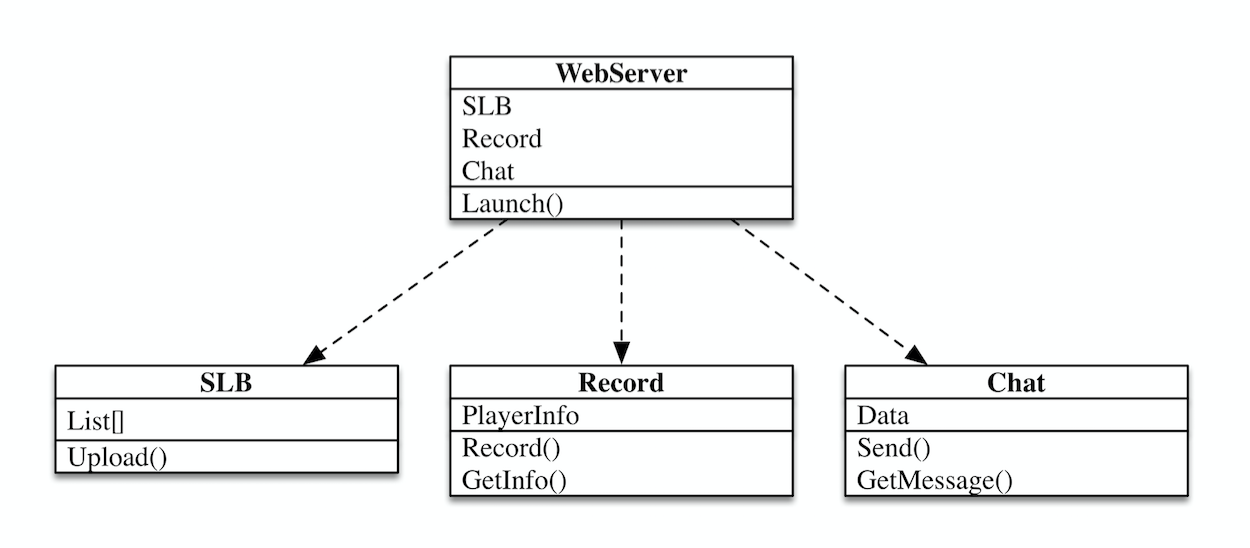 WebServer
SLB
Record
Chat
Launch()
SLB
List[]
Upload()
Record
PlayerInfo
Record()
GetInfo()
Chat
Data
Send()
GetMessage()